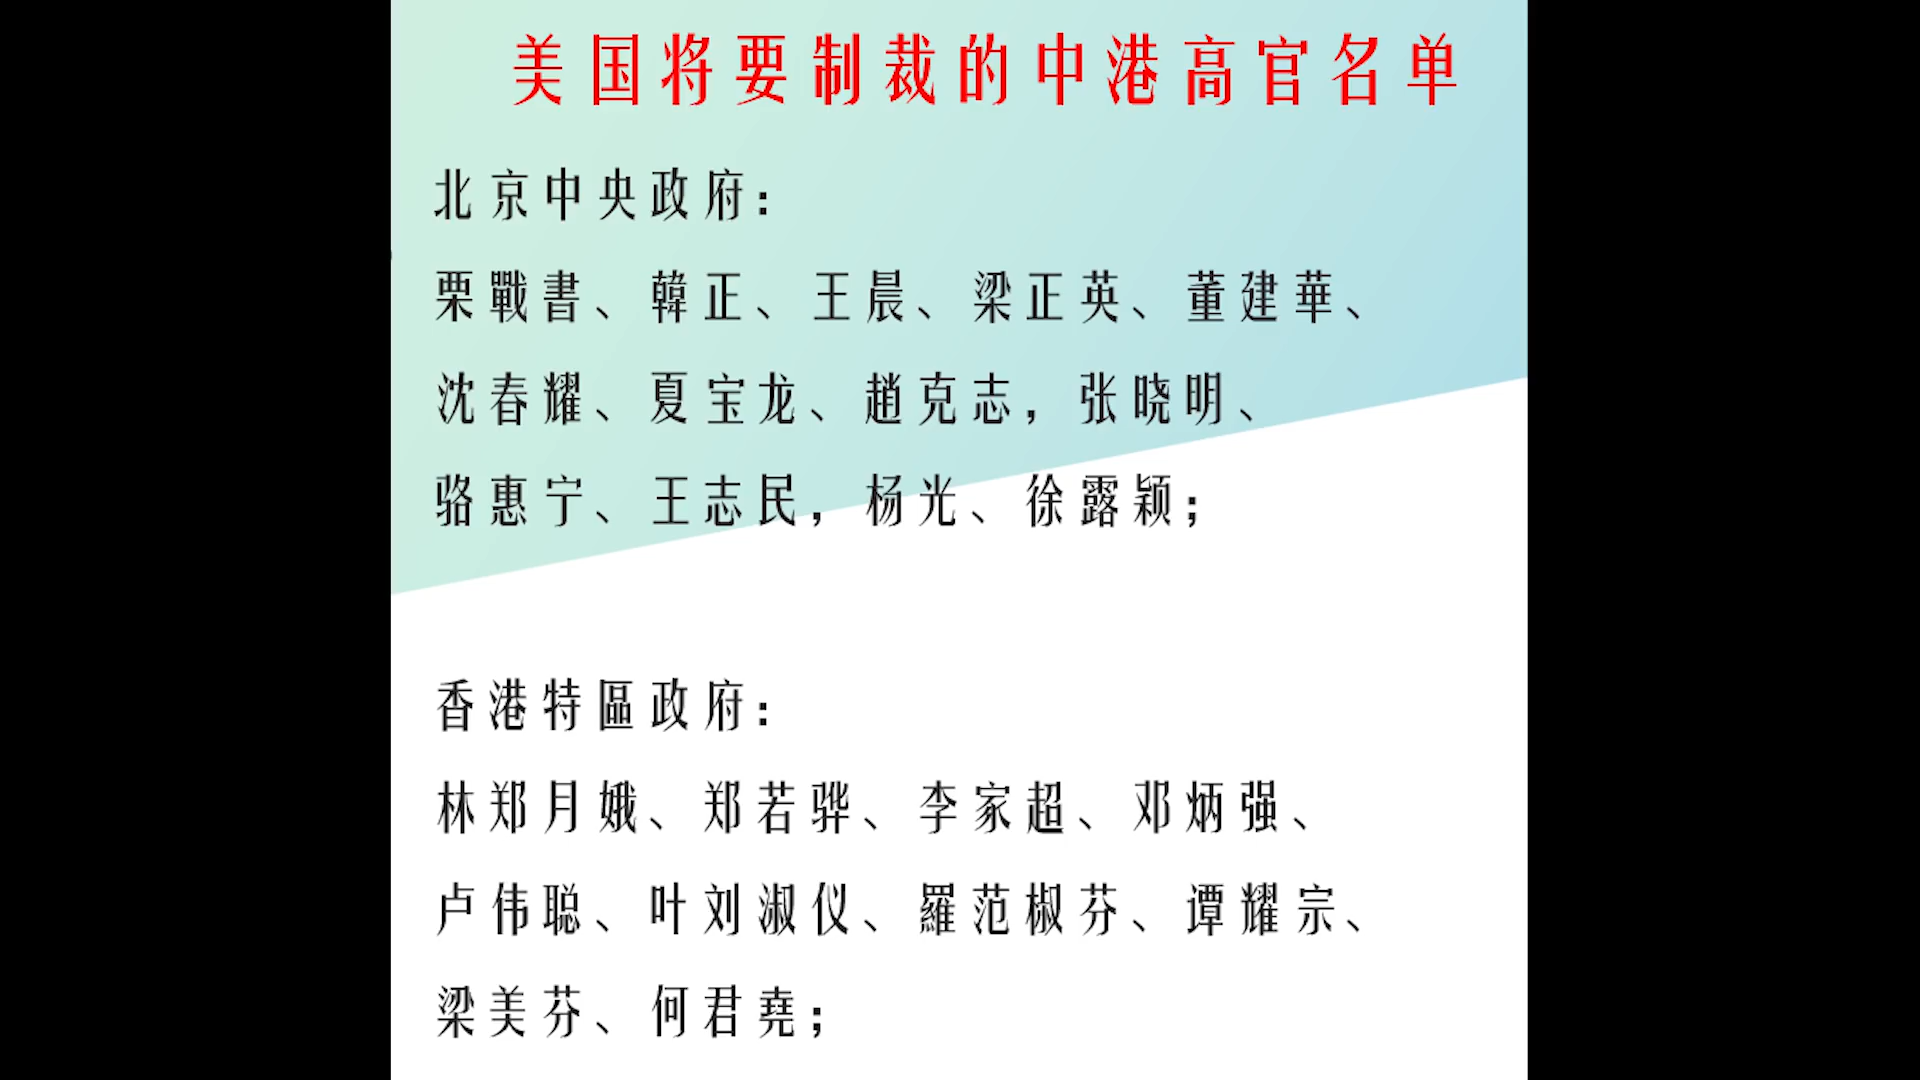 美国将要制裁的中港高官名单
北京中央政府：
栗戰書、韓正、王晨、梁正英、董建華、
沈春耀、夏宝龙、趙克志，张晓明、
骆惠宁、王志民，杨光、徐露颖；
香港特區政府：
林郑月娥、郑若骅、李家超、邓炳强、
卢伟聪、叶刘淑仪、羅范椒芬、谭耀宗、
梁美芬、何君堯；